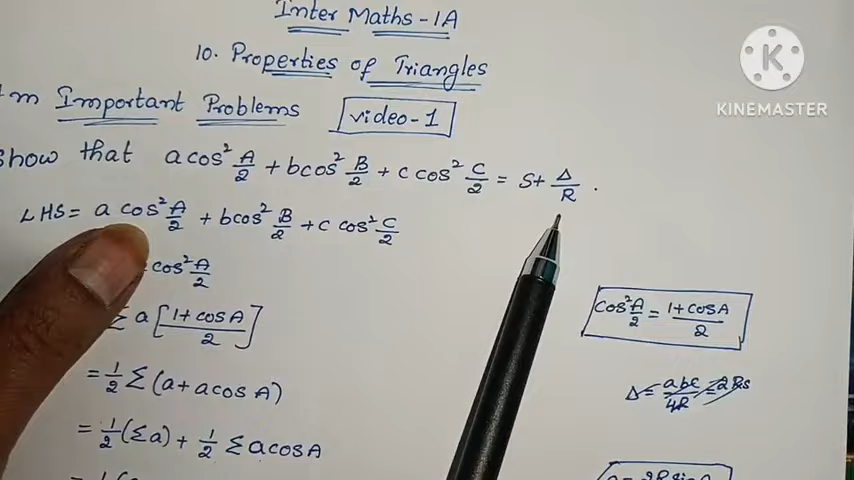 Inter Maths-1A
10. Properties of Triangles
m Important Problems video-1
Show that a cos² A/2 + b cos² B/2 + c cos² C/2 = S + Δ/R .
LHS = a cos² A/2 + b cos² B/2 + c cos² C/2
cos² A/2
Σ a [1 + cos A / 2]
= 1/2 Σ (a + a cos A)
= 1/2 (Σa) + 1/2 Σ a cos A
cos² A/2 = 1 + cos A / 2
Δ = abc / 4R
K
KINEMASTER